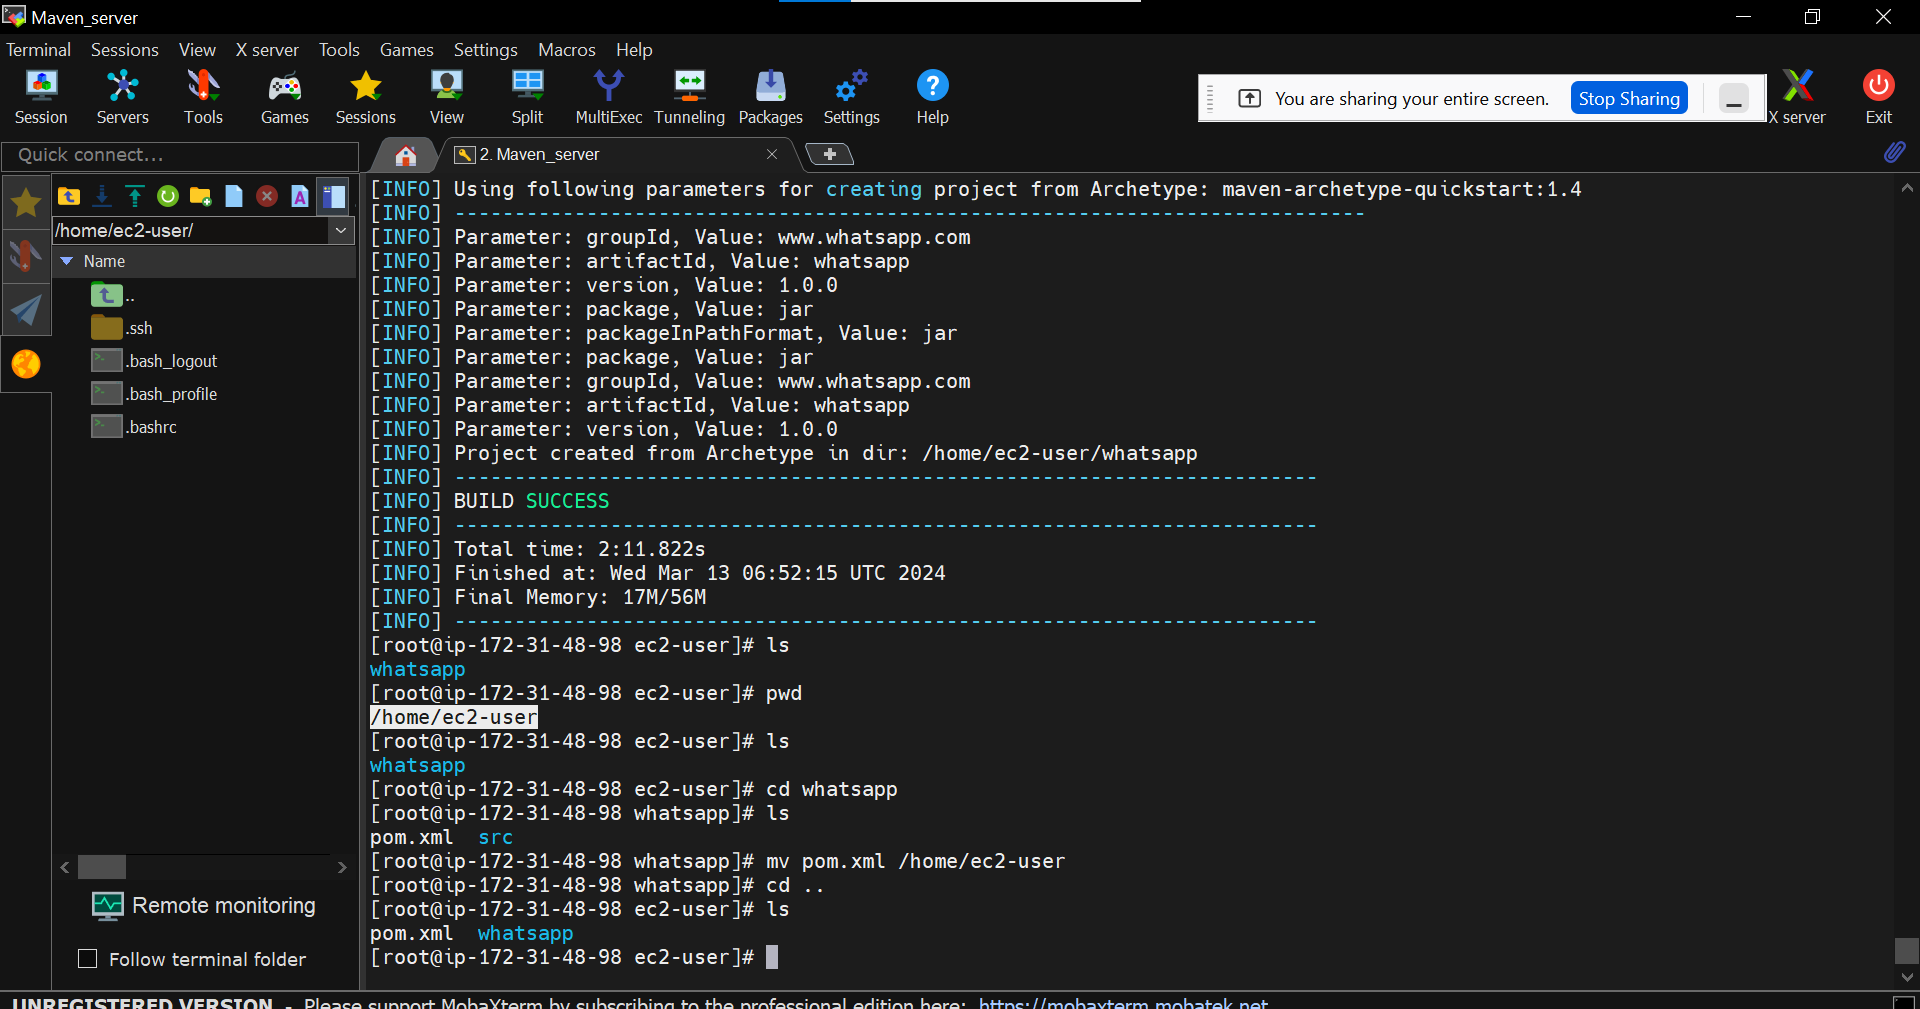 Maven_server
Terminal Sessions View X server Tools Games Settings Macros Help
Session Servers Tools Games Sessions View Split MultiExec Tunneling Packages Settings Help
You are sharing your entire screen. Stop Sharing
X server Exit
Quick connect...
2. Maven_server
/home/ec2-user/
Name
..
.ssh
.bash_logout
.bash_profile
.bashrc
Remote monitoring
Follow terminal folder
[INFO] Using following parameters for creating project from Archetype: maven-archetype-quickstart:1.4
[INFO] ----------------------------------------------------------------------------
[INFO] Parameter: groupId, Value: www.whatsapp.com
[INFO] Parameter: artifactId, Value: whatsapp
[INFO] Parameter: version, Value: 1.0.0
[INFO] Parameter: package, Value: jar
[INFO] Parameter: packageInPathFormat, Value: jar
[INFO] Parameter: package, Value: jar
[INFO] Parameter: groupId, Value: www.whatsapp.com
[INFO] Parameter: artifactId, Value: whatsapp
[INFO] Parameter: version, Value: 1.0.0
[INFO] Project created from Archetype in dir: /home/ec2-user/whatsapp
[INFO] ------------------------------------------------------------------------
[INFO] BUILD SUCCESS
[INFO] ------------------------------------------------------------------------
[INFO] Total time: 2:11.822s
[INFO] Finished at: Wed Mar 13 06:52:15 UTC 2024
[INFO] Final Memory: 17M/56M
[INFO] ------------------------------------------------------------------------
[root@ip-172-31-48-98 ec2-user]# ls
whatsapp
[root@ip-172-31-48-98 ec2-user]# pwd
/home/ec2-user
[root@ip-172-31-48-98 ec2-user]# ls
whatsapp
[root@ip-172-31-48-98 ec2-user]# cd whatsapp
[root@ip-172-31-48-98 whatsapp]# ls
pom.xml src
[root@ip-172-31-48-98 whatsapp]# mv pom.xml /home/ec2-user
[root@ip-172-31-48-98 whatsapp]# cd ..
[root@ip-172-31-48-98 ec2-user]# ls
pom.xml whatsapp
[root@ip-172-31-48-98 ec2-user]#
UNREGISTERED VERSION - Please support MobaXterm by subscribing to the professional edition here: https://mobaxterm.mobatek.net